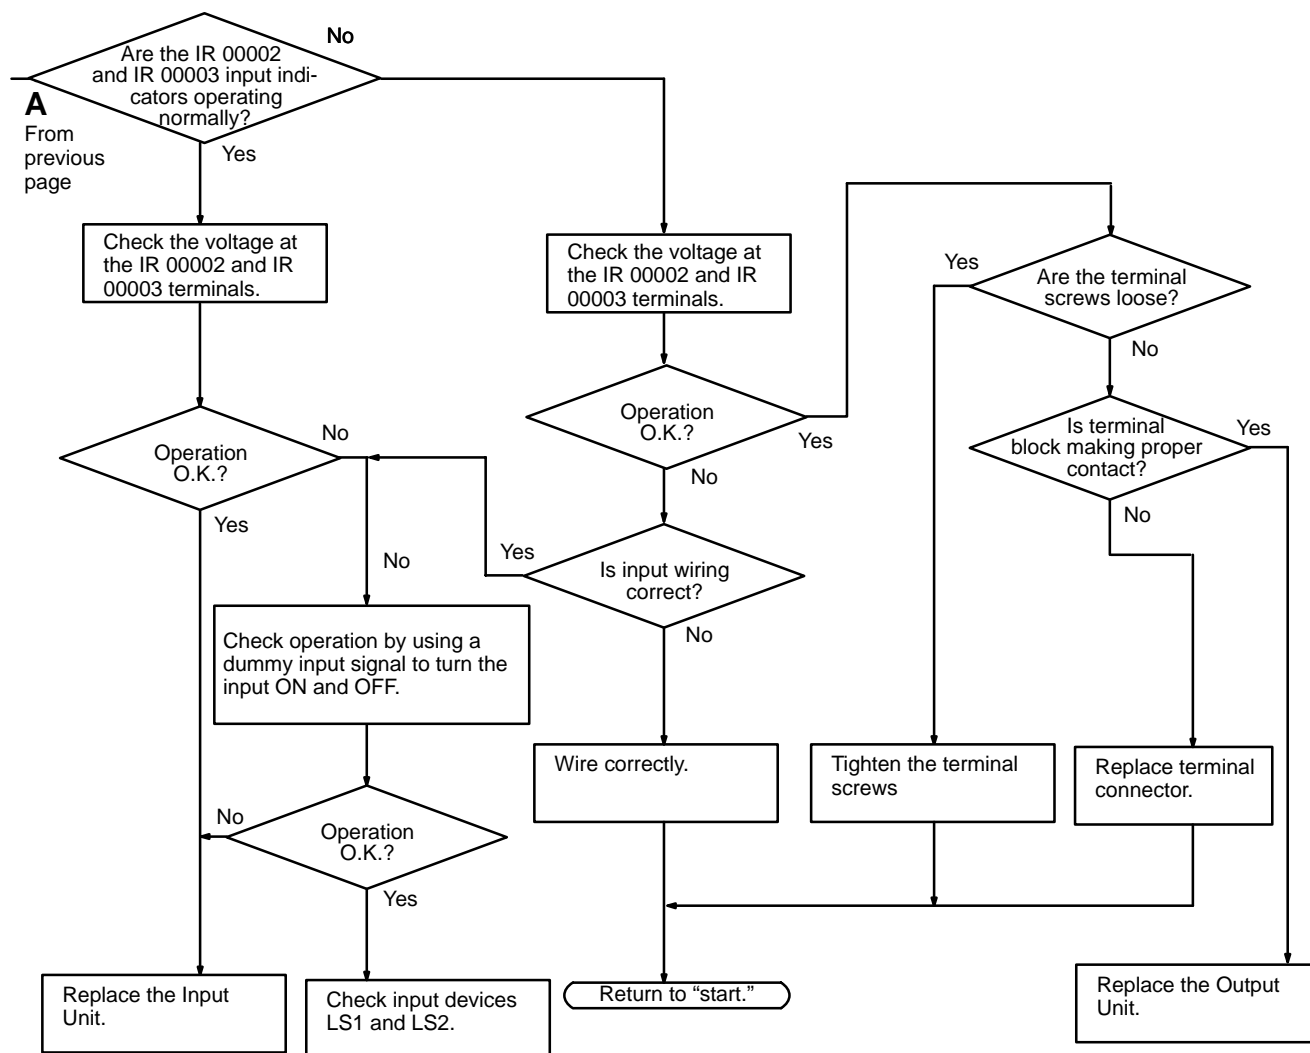 No
Are the IR 00002
and IR 00003 input indi-
cators operating
normally?
A
From
previous
page
Yes
Check the voltage at
the IR 00002 and IR
00003 terminals.
Check the voltage at
the IR 00002 and IR
00003 terminals.
Yes
Are the terminal
screws loose?
No
Operation
O.K.?
No
Operation
O.K.?
Yes
Is terminal
block making proper
contact?
Yes
Yes
No
No
No
Yes
Is input wiring
correct?
No
Check operation by using a
dummy input signal to turn the
input ON and OFF.
Wire correctly.
Tighten the terminal
screws
Replace terminal
connector.
No
Operation
O.K.?
Yes
Replace the Input
Unit.
Check input devices
LS1 and LS2.
Return to “start.”
Replace the Output
Unit.